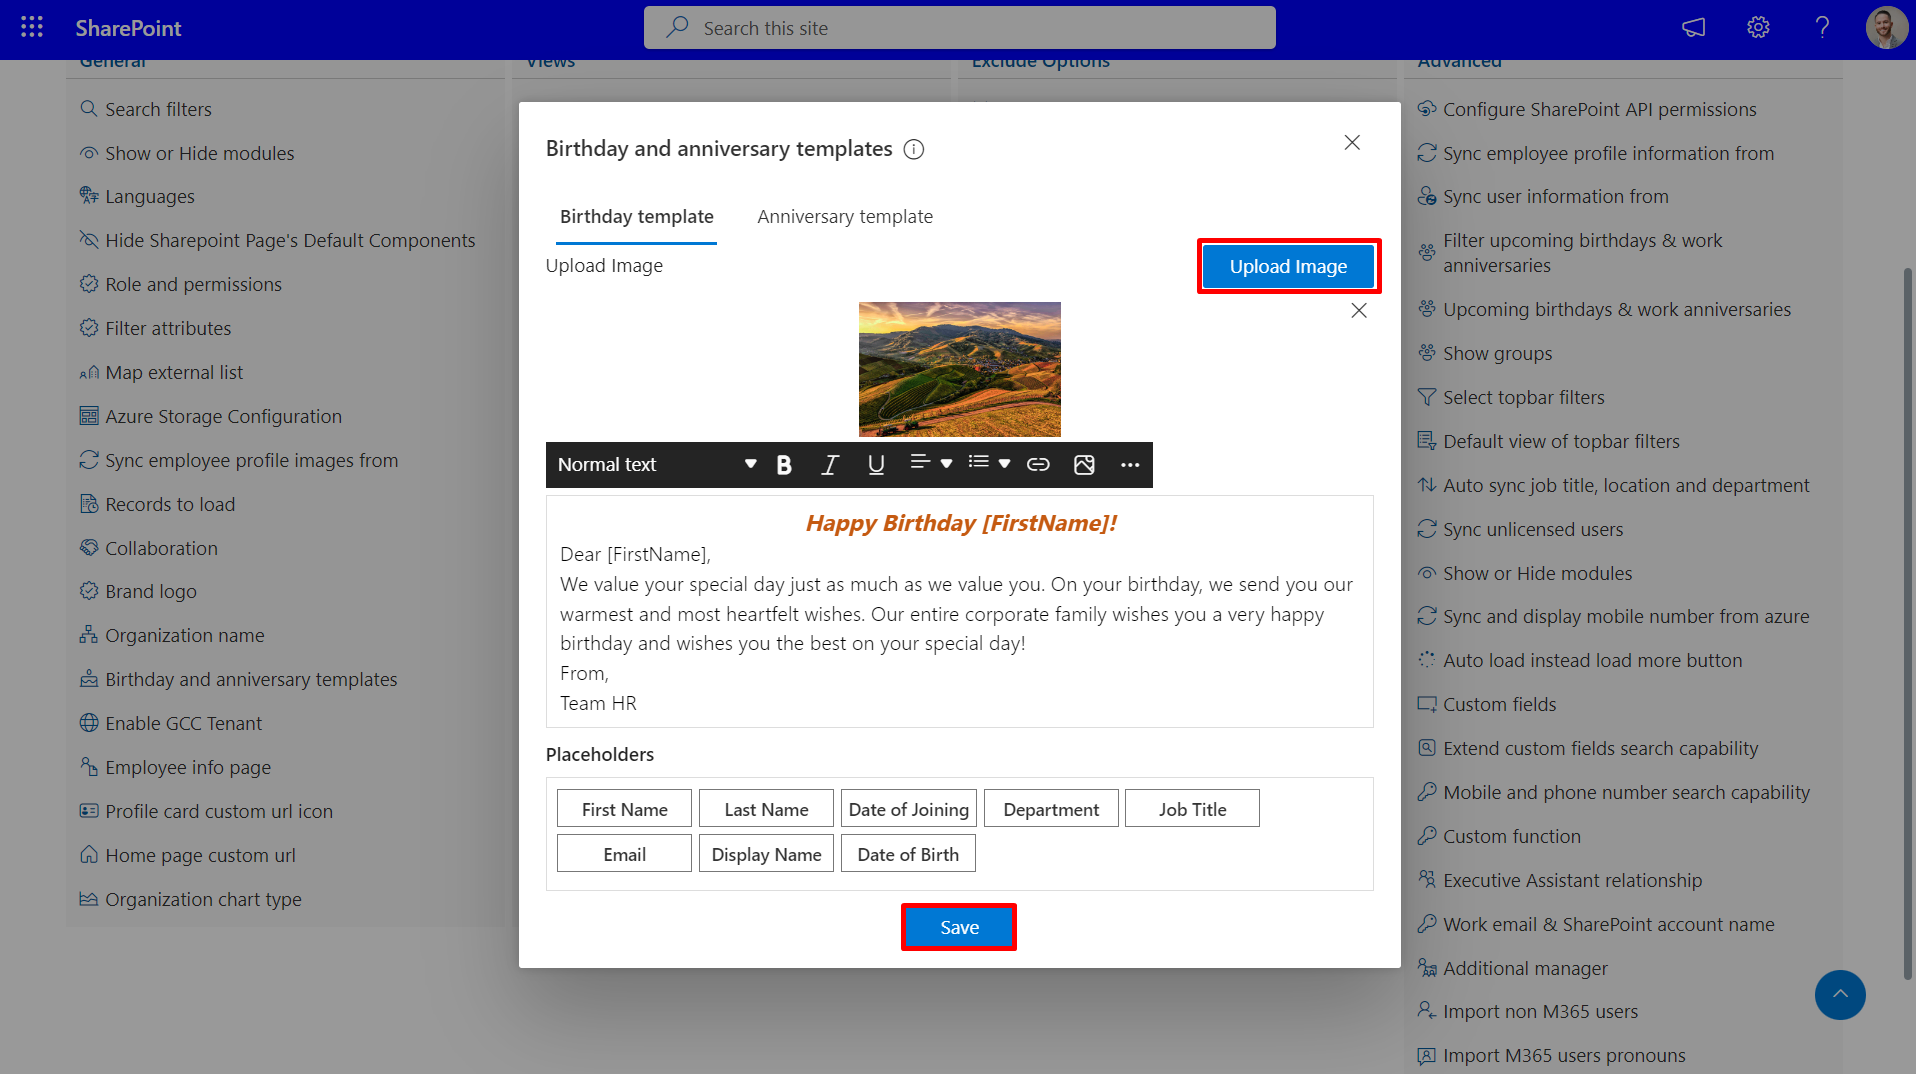 SharePoint
Search this site
General
Views
Exclude Options
Advanced
Search filters
Show or Hide modules
Languages
Hide Sharepoint Page's Default Components
Role and permissions
Filter attributes
Map external list
Azure Storage Configuration
Sync employee profile images from
Records to load
Collaboration
Brand logo
Organization name
Birthday and anniversary templates
Enable GCC Tenant
Employee info page
Profile card custom url icon
Home page custom url
Organization chart type
Birthday and anniversary templates
Birthday template
Anniversary template
Upload Image
Upload Image
Normal text
Happy Birthday [FirstName]!
Dear [FirstName],
We value your special day just as much as we value you. On your birthday, we send you our
warmest and most heartfelt wishes. Our entire corporate family wishes you a very happy
birthday and wishes you the best on your special day!
From,
Team HR
Placeholders
First Name
Last Name
Date of Joining
Department
Job Title
Email
Display Name
Date of Birth
Save
Configure SharePoint API permissions
Sync employee profile information from
Sync user information from
Filter upcoming birthdays & work
anniversaries
Upcoming birthdays & work anniversaries
Show groups
Select topbar filters
Default view of topbar filters
Auto sync job title, location and department
Sync unlicensed users
Show or Hide modules
Sync and display mobile number from azure
Auto load instead load more button
Custom fields
Extend custom fields search capability
Mobile and phone number search capability
Custom function
Executive Assistant relationship
Work email & SharePoint account name
Additional manager
Import non M365 users
Import M365 users pronouns